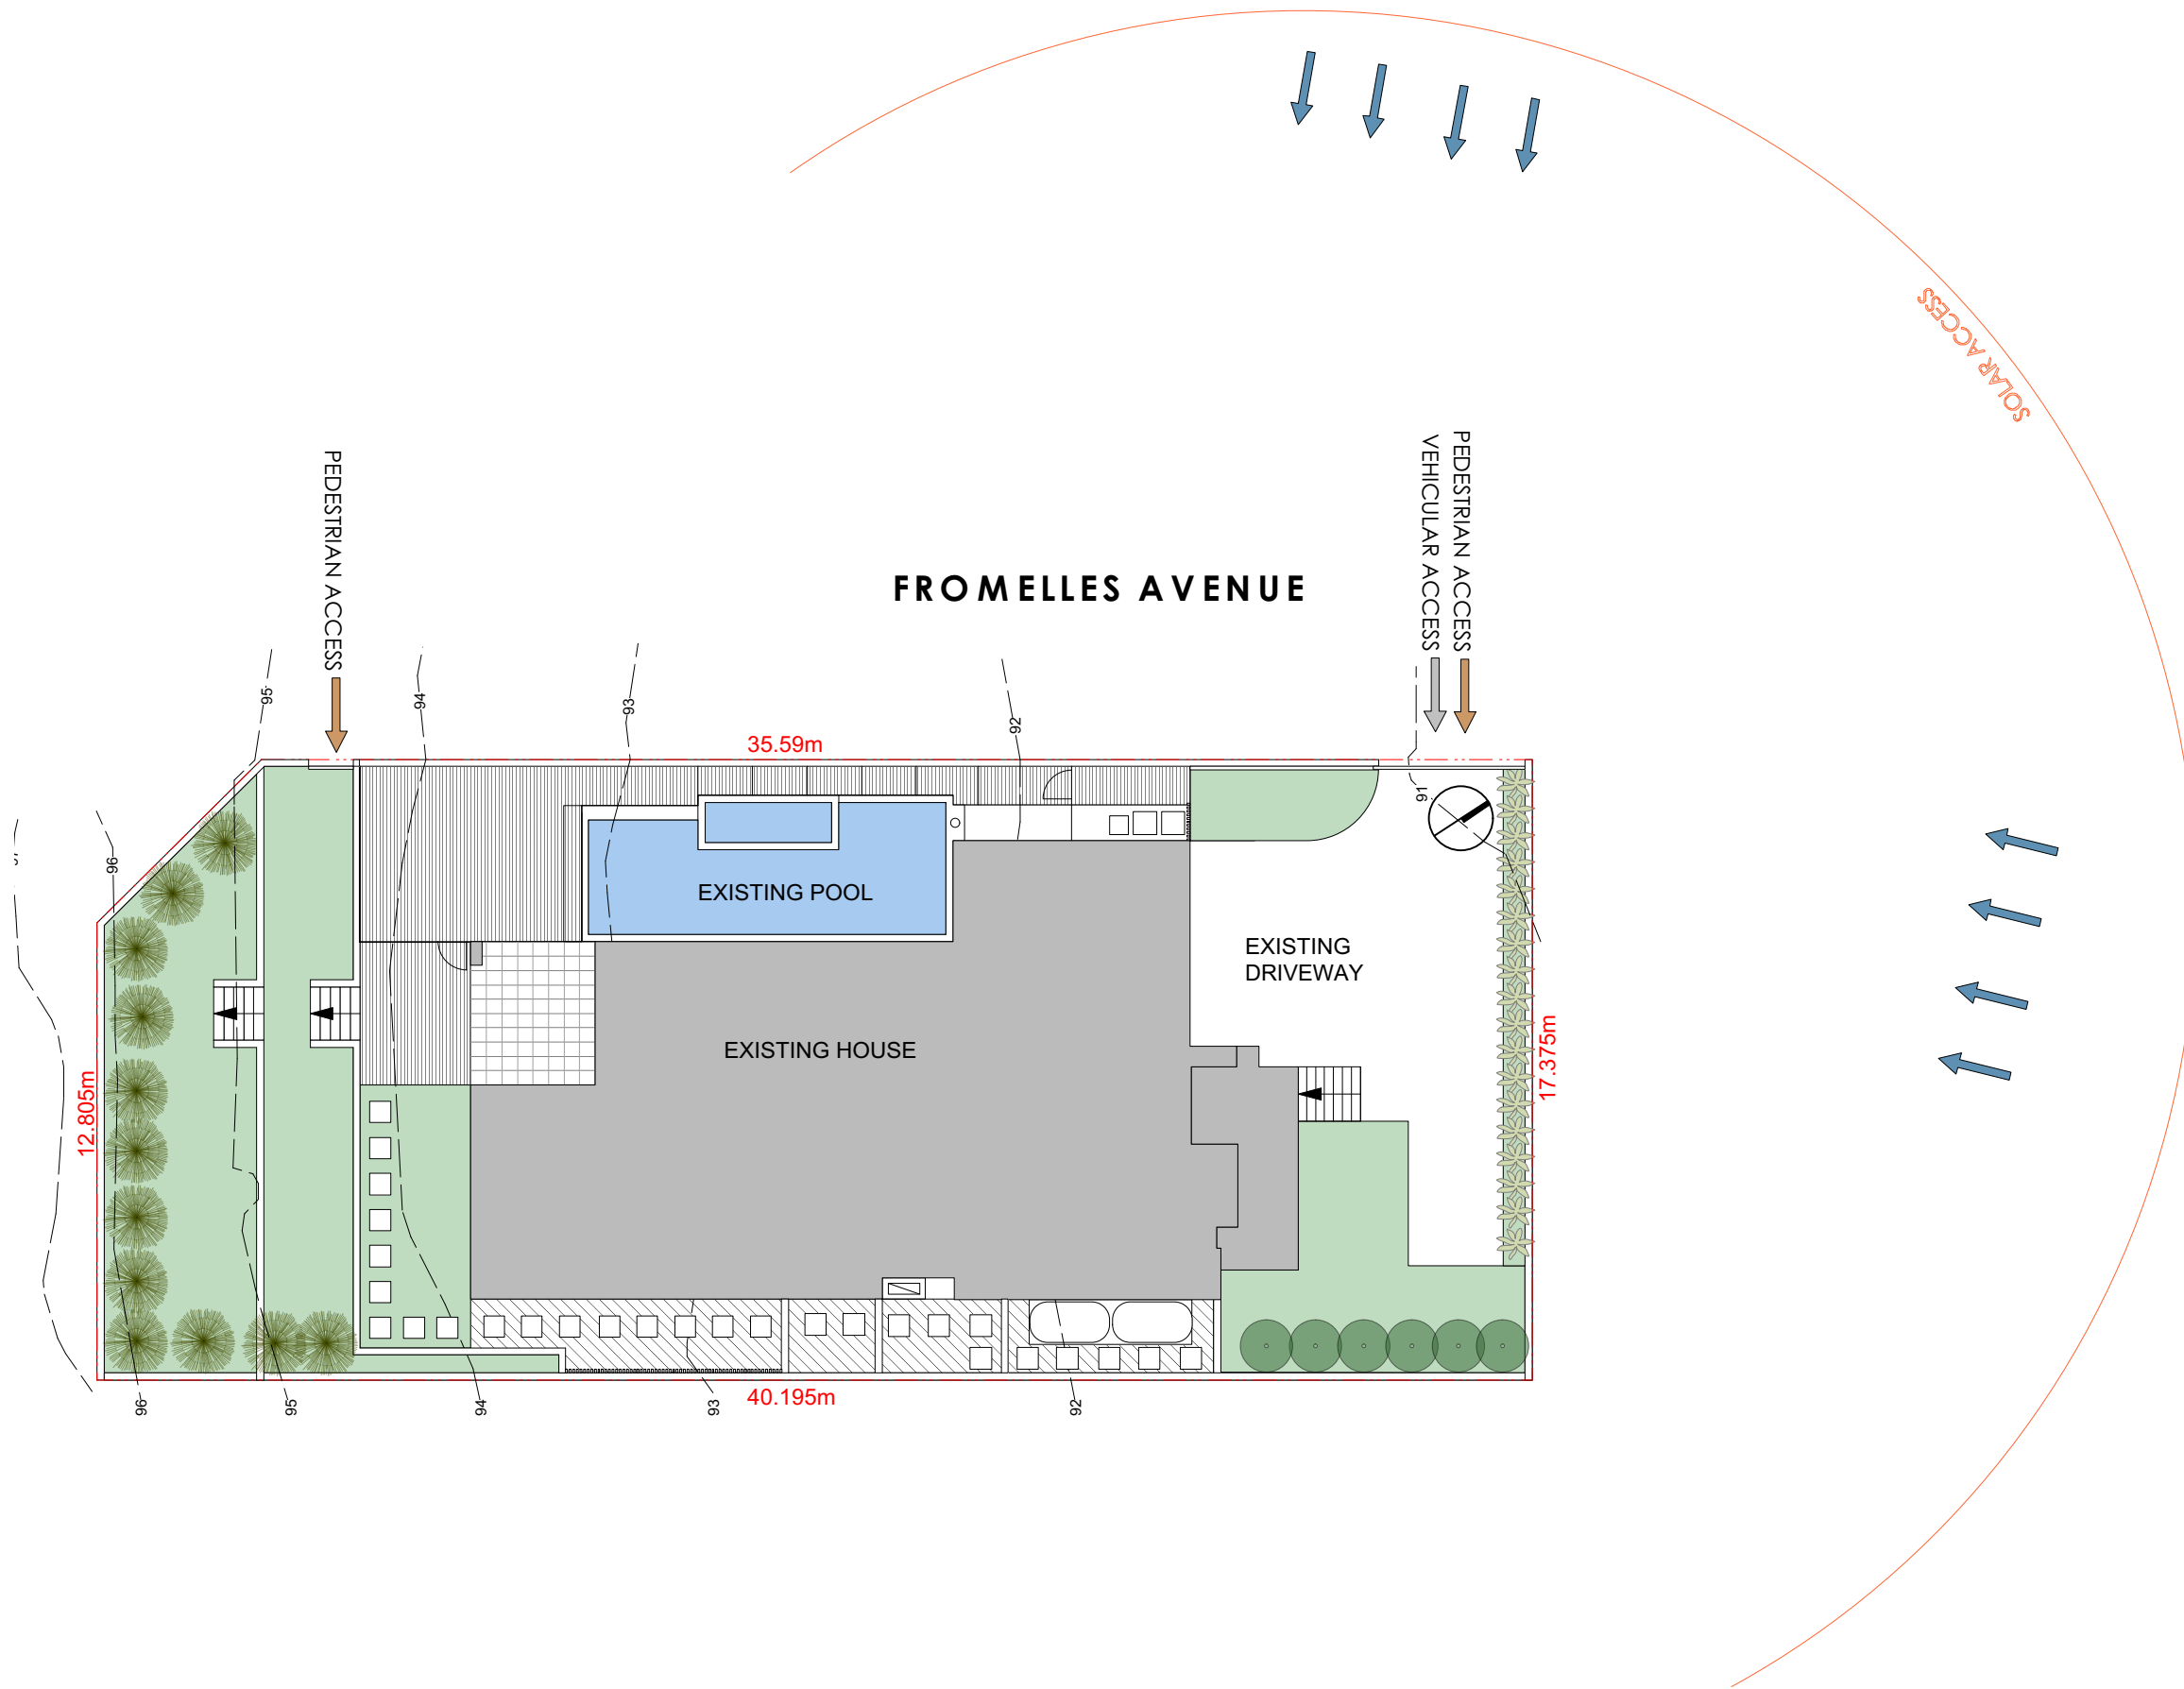 SOLAR ACCESS
PEDESTRIAN ACCESS
VEHICULAR ACCESS
PEDESTRIAN ACCESS
FROMELLES AVENUE
95
94
93
92
35.59m
91
96
EXISTING POOL
EXISTING
DRIVEWAY
EXISTING HOUSE
12.805m
17.375m
40.195m
96
95
94
93
92